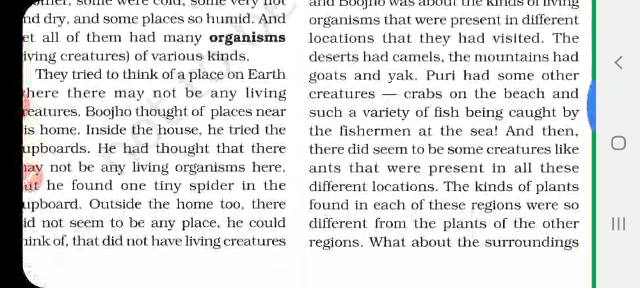 some were cold, some very hot
nd dry, and some places so humid. And
et all of them had many organisms
iving creatures) of various kinds.
They tried to think of a place on Earth
here there may not be any living
eatures. Boojho thought of places near
is home. Inside the house, he tried the
upboards. He had thought that there
ay not be any living organisms here,
ut he found one tiny spider in the
upboard. Outside the home too, there
id not seem to be any place, he could
ink of, that did not have living creatures
and Boojho was about the kinds of living
organisms that were present in different
locations that they had visited. The
deserts had camels, the mountains had
goats and yak. Puri had some other
creatures — crabs on the beach and
such a variety of fish being caught by
the fishermen at the sea! And then,
there did seem to be some creatures like
ants that were present in all these
different locations. The kinds of plants
found in each of these regions were so
different from the plants of the other
regions. What about the surroundings